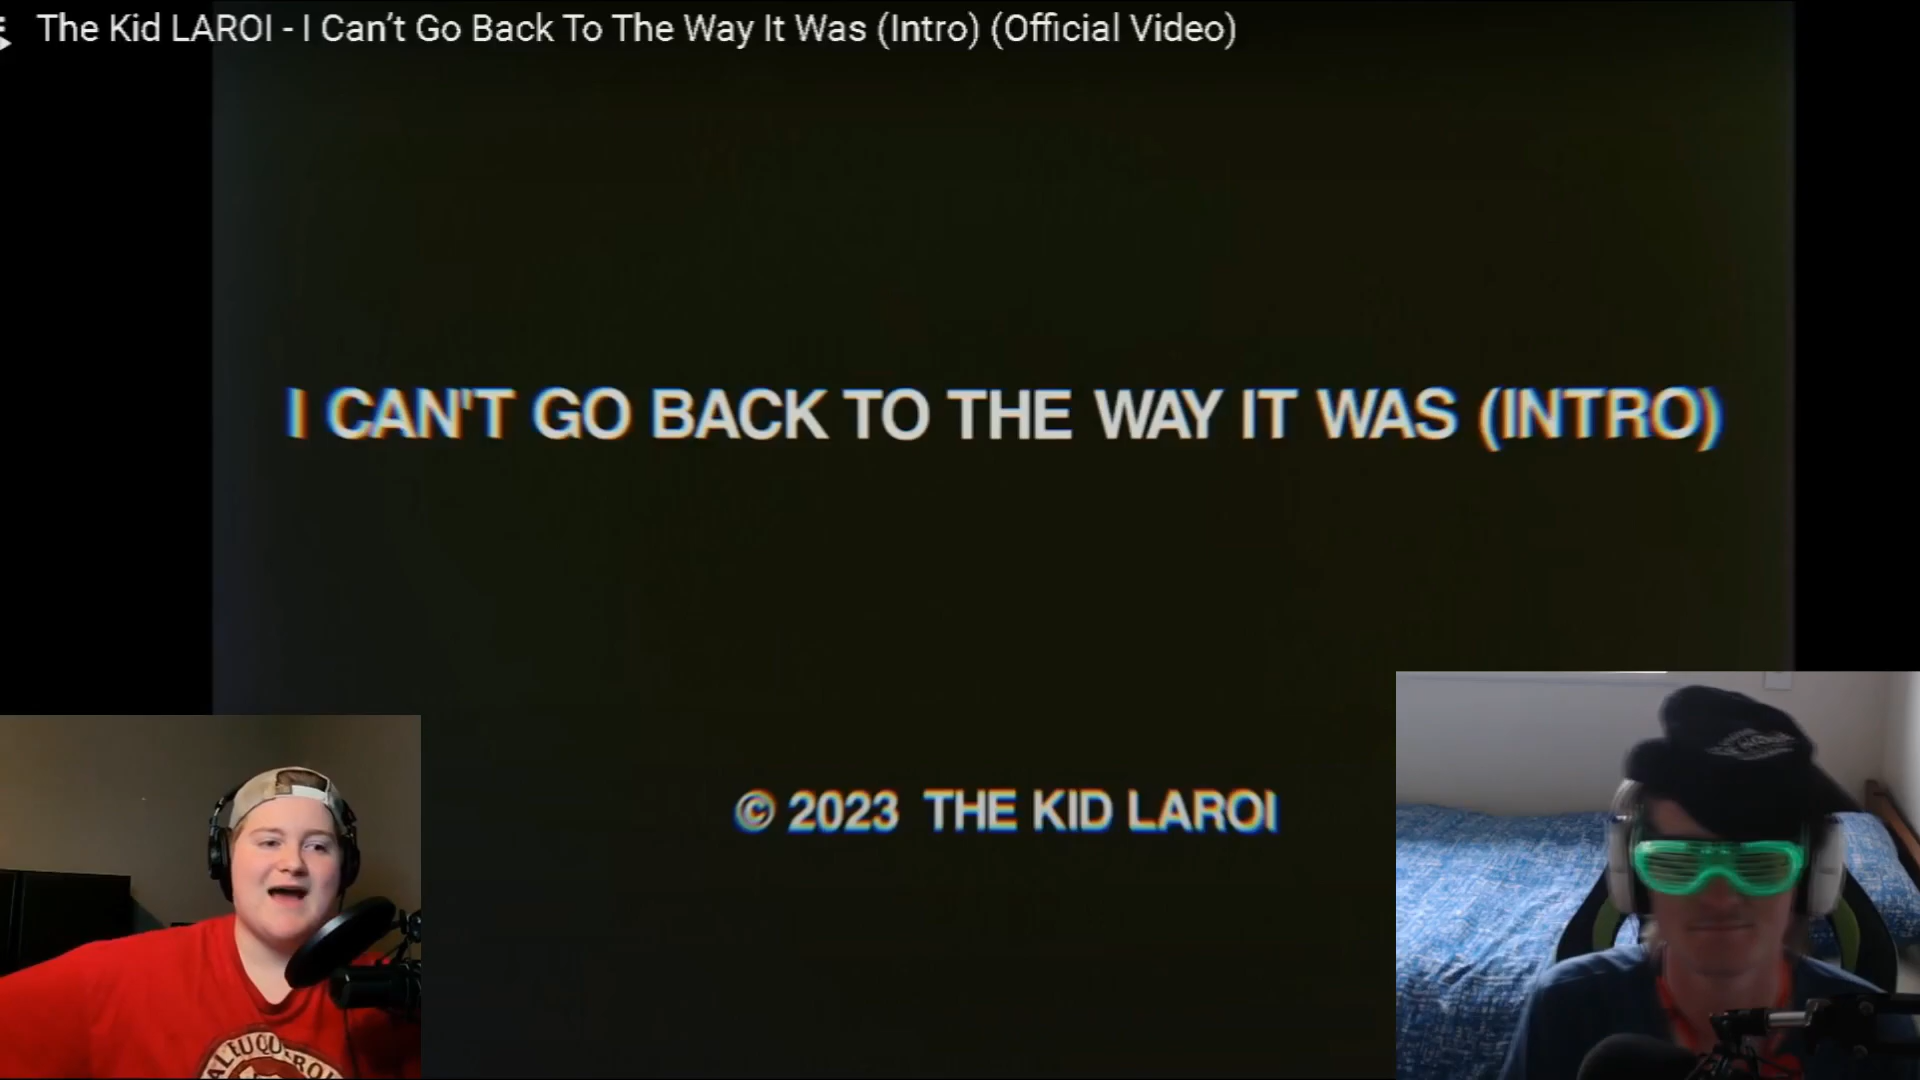 The Kid LAROI - I Can’t Go Back To The Way It Was (Intro) (Official Video)
I CAN'T GO BACK TO THE WAY IT WAS (INTRO)
© 2023 THE KID LAROI